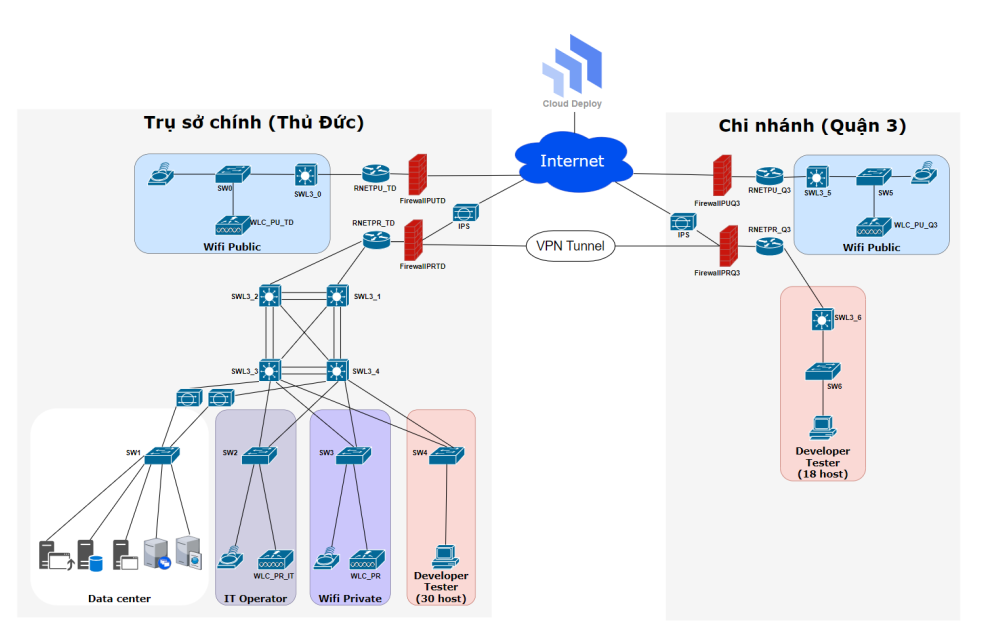 Cloud Deploy
Trụ sở chính (Thủ Đức)
Chi nhánh (Quận 3)
Internet
SW0
SWL3_0
RNETPU_TD
FirewallPUTD
WLC_PU_TD
Wifi Public
IPS
RNETPR_TD
FirewallPRTD
VPN Tunnel
FirewallPUQ3
RNETPU_Q3
SWL3_5
SW5
WLC_PU_Q3
Wifi Public
IPS
RNETPR_Q3
FirewallPRQ3
SWL3_2
SWL3_1
SWL3_3
SWL3_4
SWL3_6
SW6
Developer
Tester
(18 host)
SW1
SW2
SW3
SW4
WLC_PR_IT
WLC_PR
Data center
IT Operator
Wifi Private
Developer
Tester
(30 host)